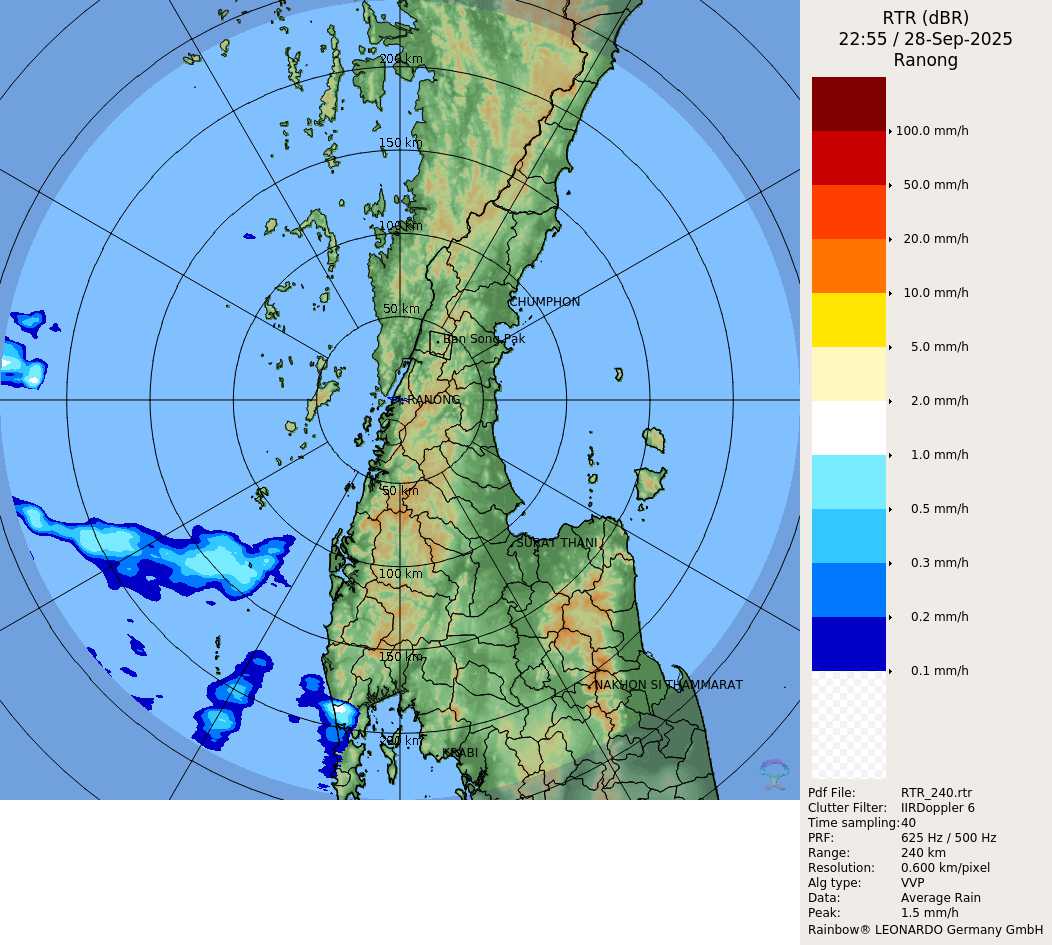 RTR (dBR)
22:55 / 28-Sep-2025
Ranong
200 km
150 km
100 km
50 km
CHUMPHON
Ban Song Pak
RANONG
50 km
SURAT THANI
100 km
150 km
NAKHON SI THAMMARAT
200 km
KRABI
100.0 mm/h
50.0 mm/h
20.0 mm/h
10.0 mm/h
5.0 mm/h
2.0 mm/h
1.0 mm/h
0.5 mm/h
0.3 mm/h
0.2 mm/h
0.1 mm/h
Pdf File: RTR_240.rtr
Clutter Filter: IIRDoppler 6
Time sampling:40
PRF: 625 Hz / 500 Hz
Range: 240 km
Resolution: 0.600 km/pixel
Alg type: VVP
Data: Average Rain
Peak: 1.5 mm/h
Rainbow® LEONARDO Germany GmbH